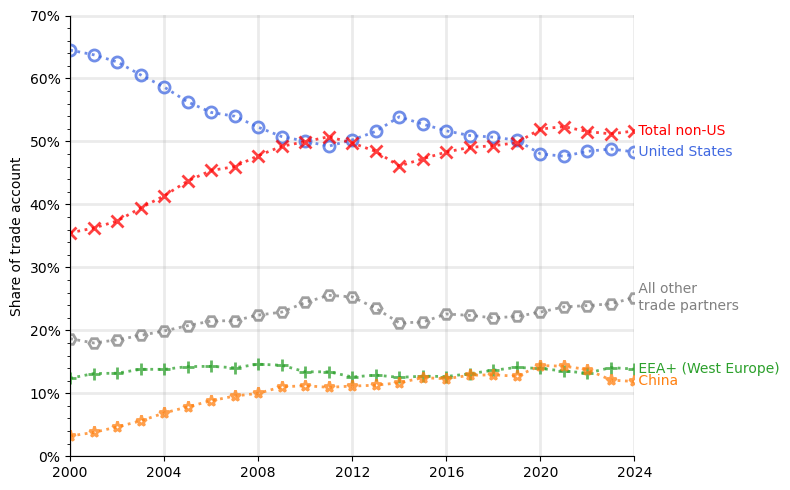 70%
60%
50%
40%
30%
20%
10%
0%
Share of trade account
2000
2004
2008
2012
2016
2020
2024
Total non-US
United States
All other
trade partners
EEA+ (West Europe)
China